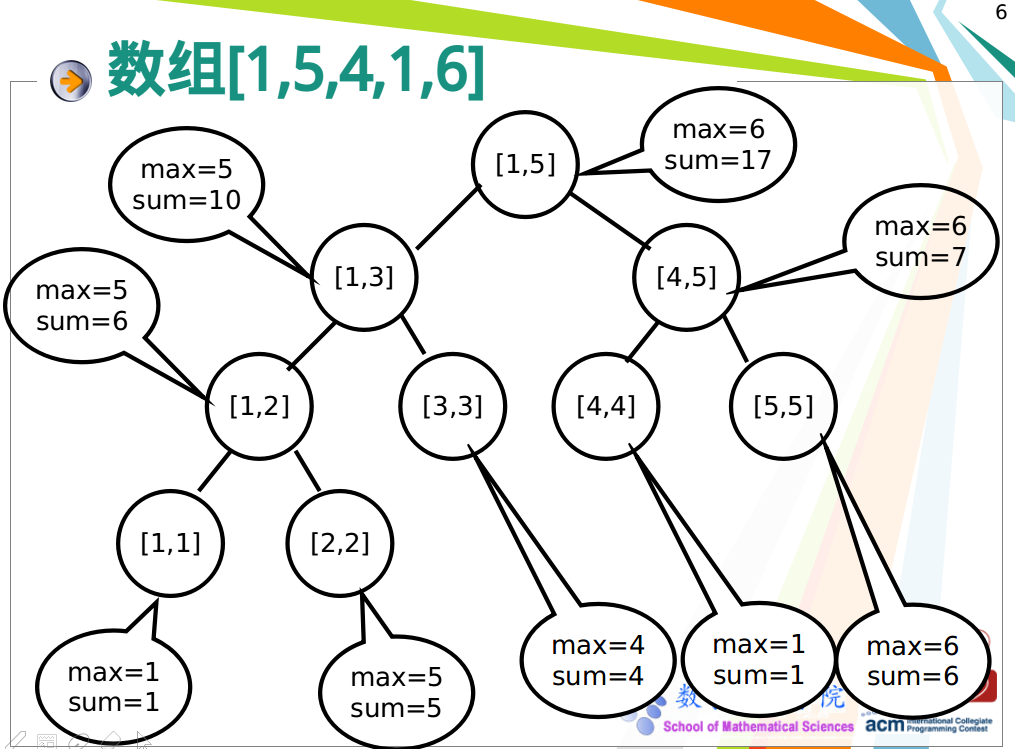 6
数组[1,5,4,1,6]
[1,5]
max=6
sum=17
max=5
sum=10
[1,3]
[4,5]
max=6
sum=7
max=5
sum=6
[1,2]
[3,3]
[4,4]
[5,5]
[1,1]
[2,2]
max=1
sum=1
max=5
sum=5
max=4
sum=4
max=1
sum=1
max=6
sum=6
数
院
School of Mathematical Sciences
acm International Collegiate
Programming Contest